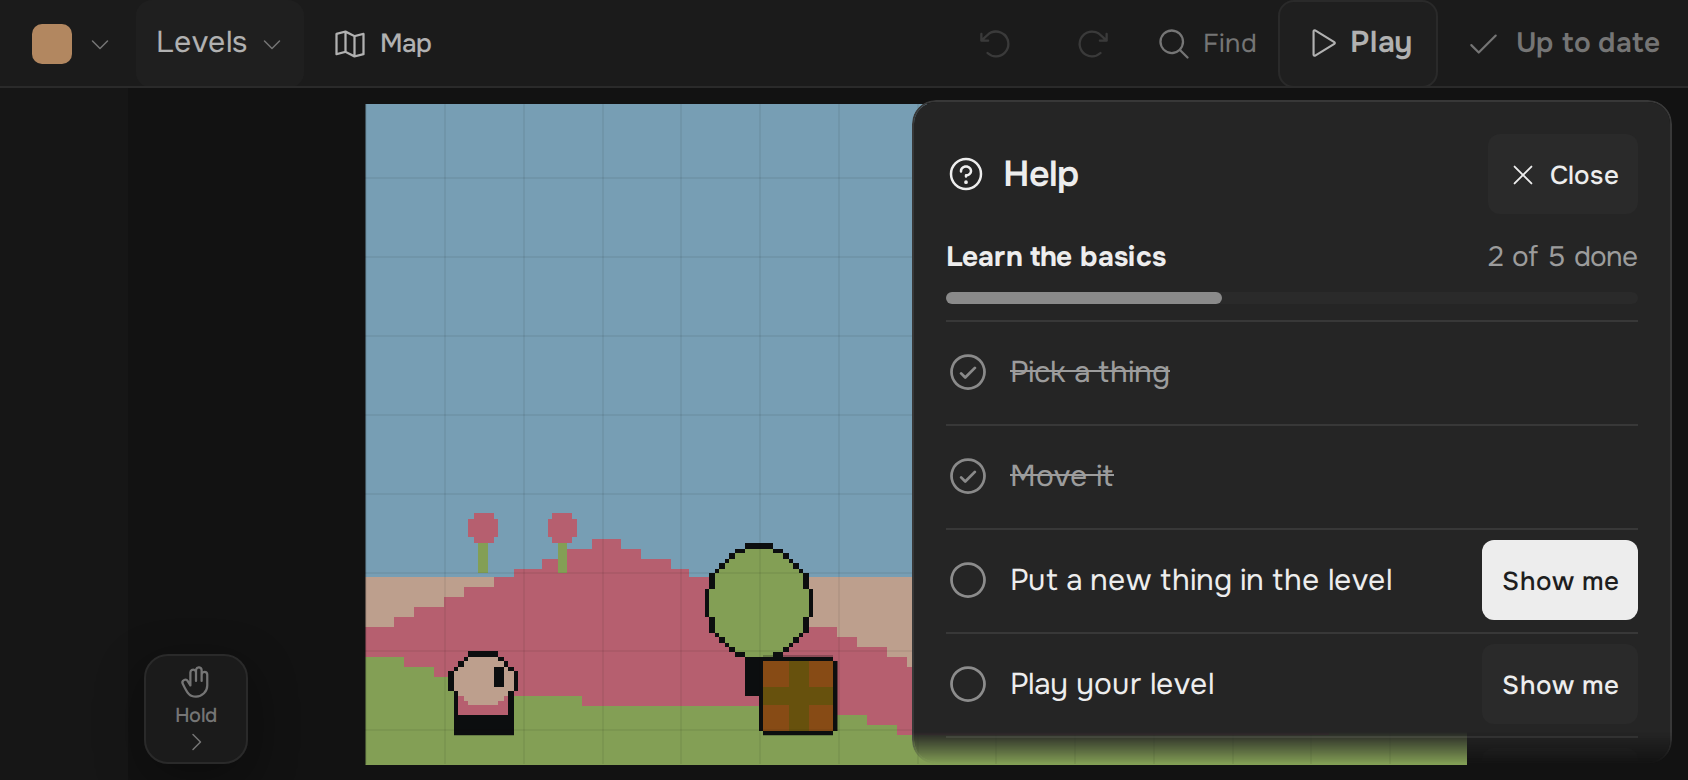 Levels
Map
Find
Play
Up to date
Help
Close
Learn the basics
2 of 5 done
Pick a thing
Move it
Put a new thing in the level
Show me
Play your level
Show me
Hold